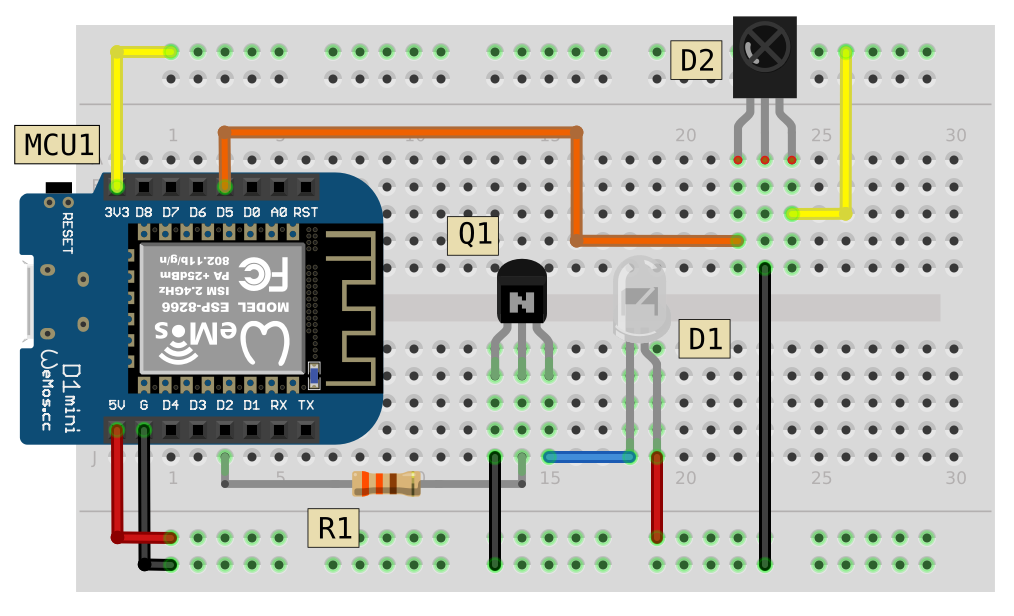 D2
1
5
10
20
25
30
MCU1
3V3 D8 D7 D6 D5 D0 A0 RST
RESET
Q1
802.11b/g/n
PA +25dBm
ISM 2.4GHz
FC
MODEL ESP-8266
WeMos
N
D1
D1 mini
WeMos.cc
5V G D4 D3 D2 D1 RX TX
J
1
5
15
20
25
30
R1